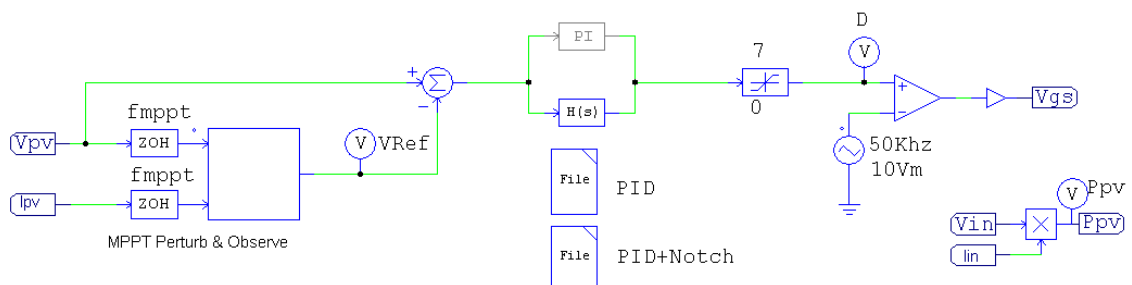 D
7
PI
+
Σ
−
V
0
H(s)
+
−
Vgs
fmppt
Vpv
ZOH
V
VRef
50Khz
10Vm
fmppt
Ipv
ZOH
File
PID
V
Ppv
Vin
Ppv
Iin
MPPT Perturb & Observe
File
PID+Notch